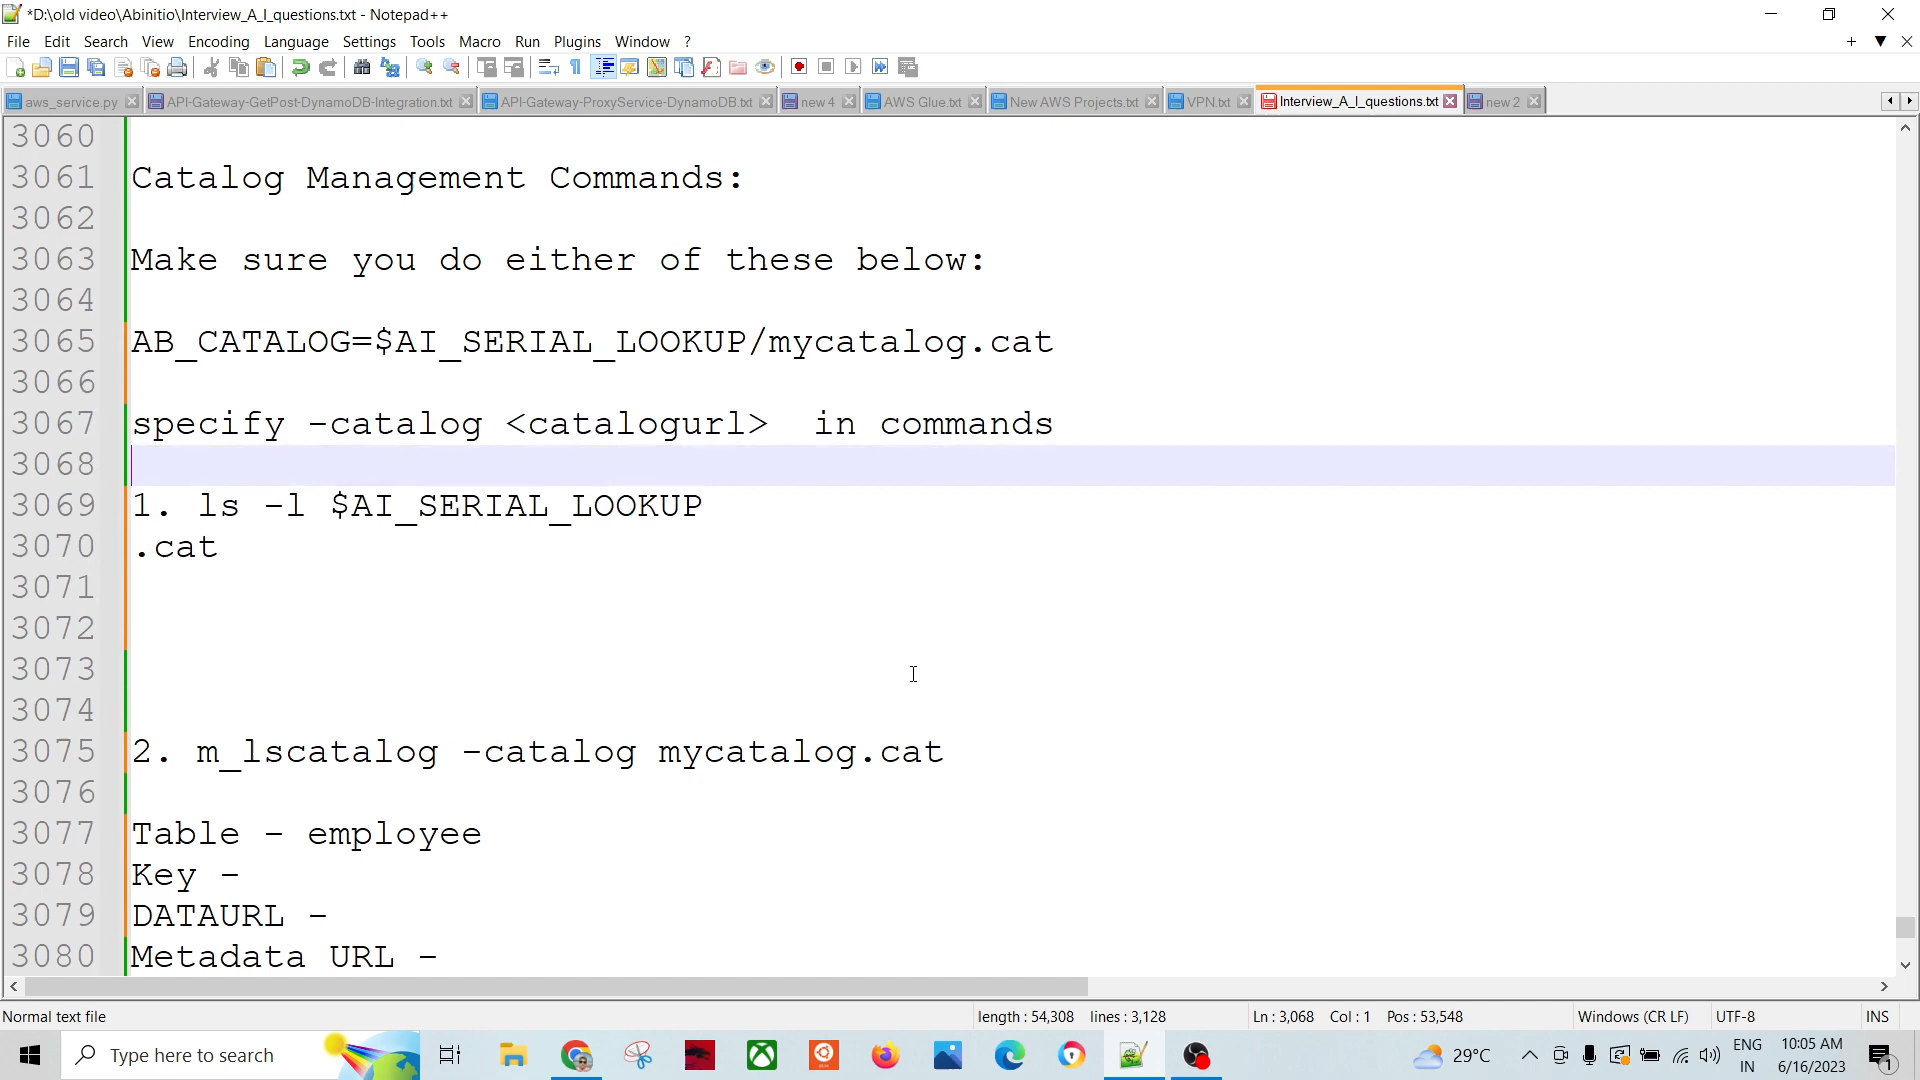 *D:\old video\Abinitio\Interview_A_I_questions.txt - Notepad++
File Edit Search View Encoding Language Settings Tools Macro Run Plugins Window ?
aws_service.py API-Gateway-GetPost-DynamoDB-Integration.txt API-Gateway-ProxyService-DynamoDB.txt new 4 AWS Glue.txt New AWS Projects.txt VPN.txt Interview_A_I_questions.txt new 2
3060
3061 Catalog Management Commands:
3062
3063 Make sure you do either of these below:
3064
3065 AB_CATALOG=$AI_SERIAL_LOOKUP/mycatalog.cat
3066
3067 specify -catalog <catalogurl>  in commands
3068
3069 1. ls -l $AI_SERIAL_LOOKUP
3070 .cat
3071
3072
3073
3074
3075 2. m_lscatalog -catalog mycatalog.cat
3076
3077 Table - employee
3078 Key -
3079 DATAURL -
3080 Metadata URL -
Normal text file length : 54,308 lines : 3,128 Ln : 3,068 Col : 1 Pos : 53,548 Windows (CR LF) UTF-8 INS
Type here to search 29°C ENG IN 10:05 AM 6/16/2023 1